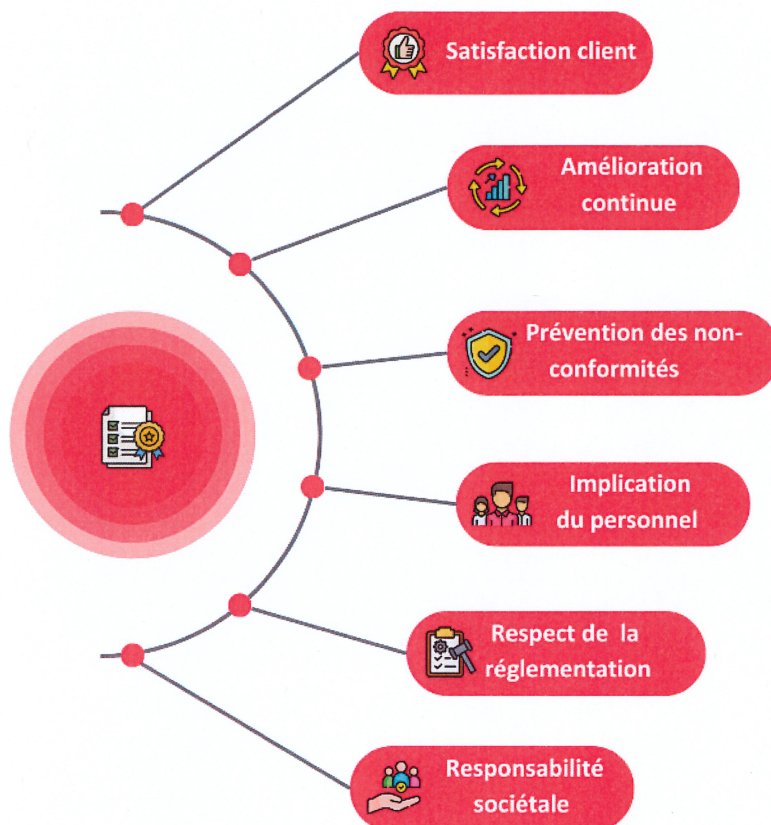 Satisfaction client
Amélioration
continue
Prévention des non-
conformités
Implication
du personnel
Respect de la
réglementation
Responsabilité
sociétale